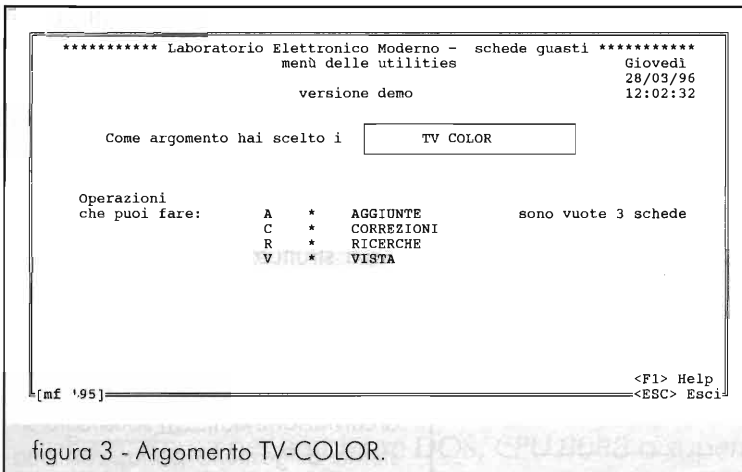 *********** Laboratorio Elettronico Moderno - schede guasti ***********
menù delle utilities Giovedì
28/03/96
versione demo 12:02:32
Come argomento hai scelto i TV COLOR
Operazioni
che puoi fare: A * AGGIUNTE sono vuote 3 schede
C * CORREZIONI
R * RICERCHE
V * VISTA
<F1> Help
[mf '95] <ESC> Esci
figura 3 - Argomento TV-COLOR.